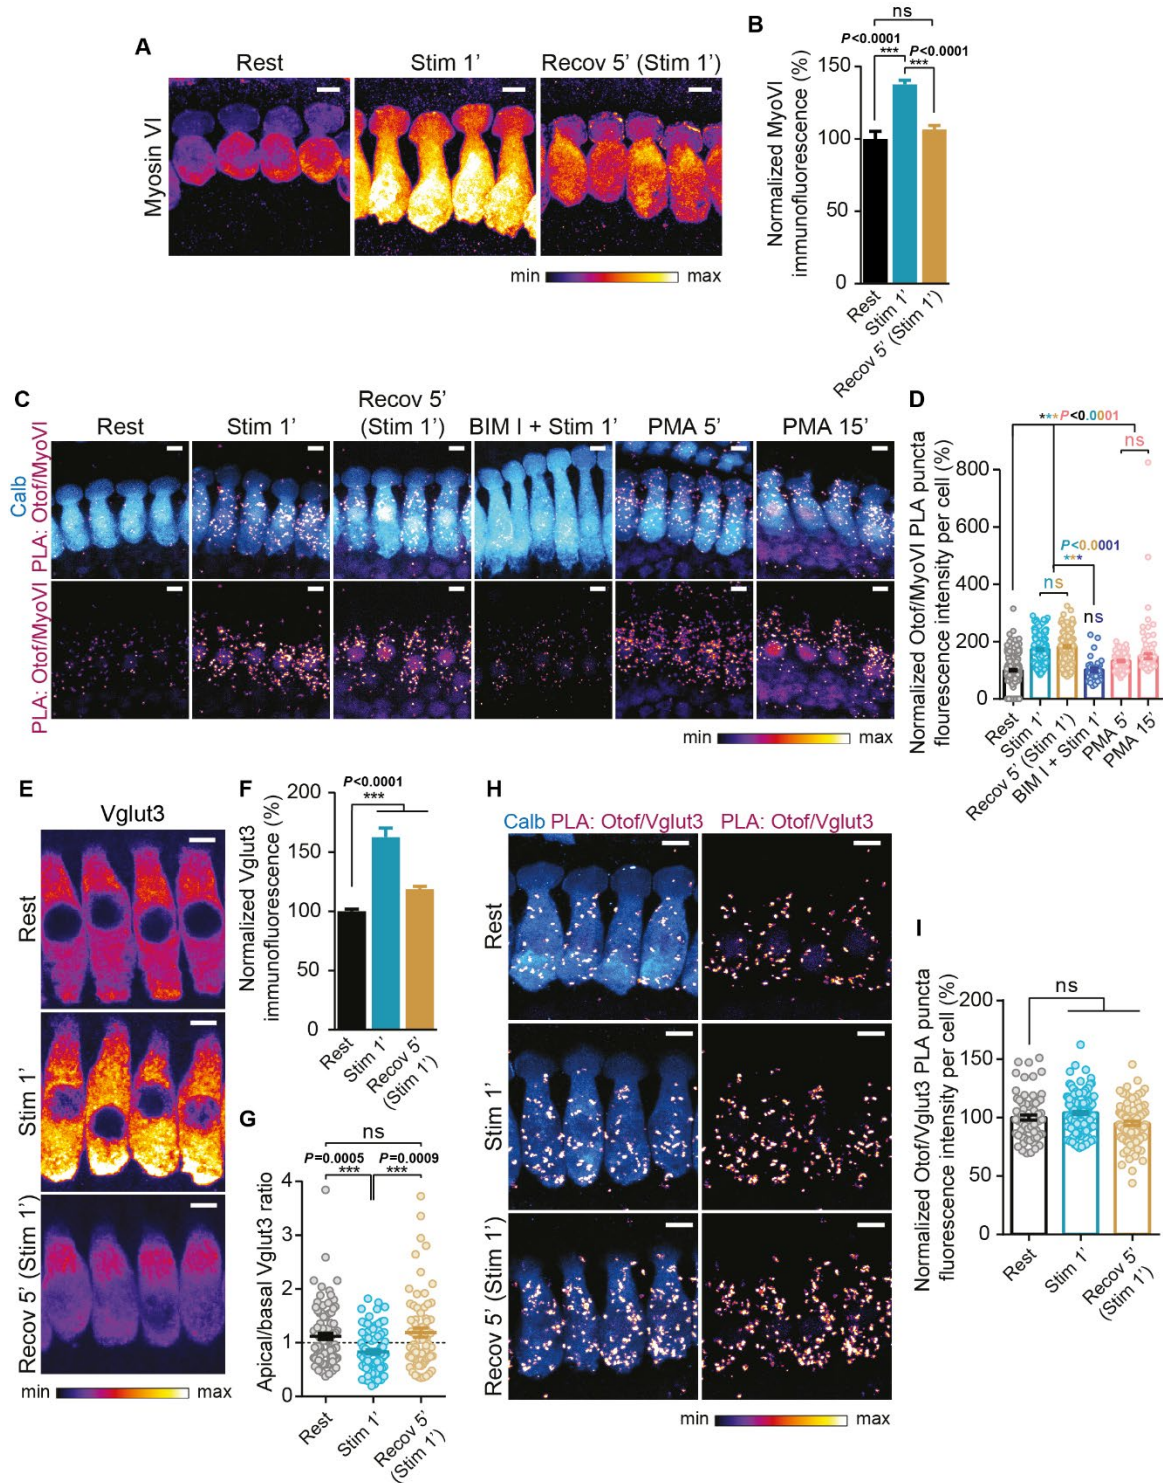 A
Rest
Stim 1'
Recov 5' (Stim 1')
Myosin VI
min
max
B
ns
P<0.0001
P<0.0001
***
***
Normalized MyoVI
immunofluorescence (%)
150
100
50
0
Rest
Stim 1'
Recov 5' (Stim 1')
C
Rest
Stim 1'
Recov 5'
(Stim 1')
BIM I + Stim 1'
PMA 5'
PMA 15'
Calb
PLA: Otof/MyoVI
PLA: Otof/MyoVI
min
max
D
*** P<0.0001
ns
P<0.0001
***
ns
ns
Normalized Otof/MyoVI PLA puncta
flourescence intensity per cell (%)
800
600
400
200
0
Rest
Stim 1'
Recov 5' (Stim 1')
BIM I + Stim 1'
PMA 5'
PMA 15'
E
Vglut3
Rest
Stim 1'
Recov 5' (Stim 1')
min
max
F
P<0.0001
***
Normalized Vglut3
immunofluorescence (%)
200
150
100
50
0
Rest
Stim 1'
Recov 5'
(Stim 1')
G
ns
P=0.0005
P=0.0009
***
***
Apical/basal Vglut3 ratio
4
3
2
1
0
Rest
Stim 1'
Recov 5'
(Stim 1')
H
Calb PLA: Otof/Vglut3
PLA: Otof/Vglut3
Rest
Stim 1'
Recov 5' (Stim 1')
min
max
I
ns
Normalized Otof/Vglut3 PLA puncta
flourescence intensity per cell (%)
200
150
100
50
0
Rest
Stim 1'
Recov 5'
(Stim 1')